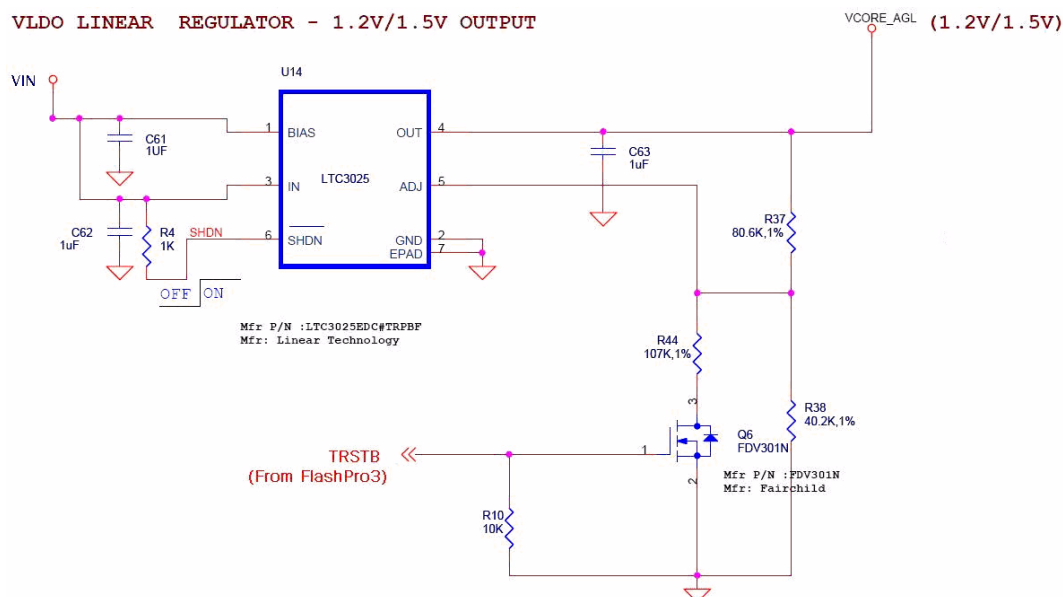 VLDO LINEAR REGULATOR - 1.2V/1.5V OUTPUT
VCORE_AGL (1.2V/1.5V)
VIN
U14
C61
1UF
1
BIAS
OUT
4
C63
1uF
LTC3025
3
IN
ADJ
5
R37
80.6K,1%
C62
1uF
R4
1K
SHDN
6
SHDN
GND
2
EPAD
7
OFF ON
Mfr P/N :LTC3025EDC#TRPBF
Mfr: Linear Technology
R44
107K,1%
3
R38
40.2K,1%
Q6
FDV301N
1
TRSTB
(From FlashPro3)
Mfr P/N :FDV301N
Mfr: Fairchild
2
R10
10K